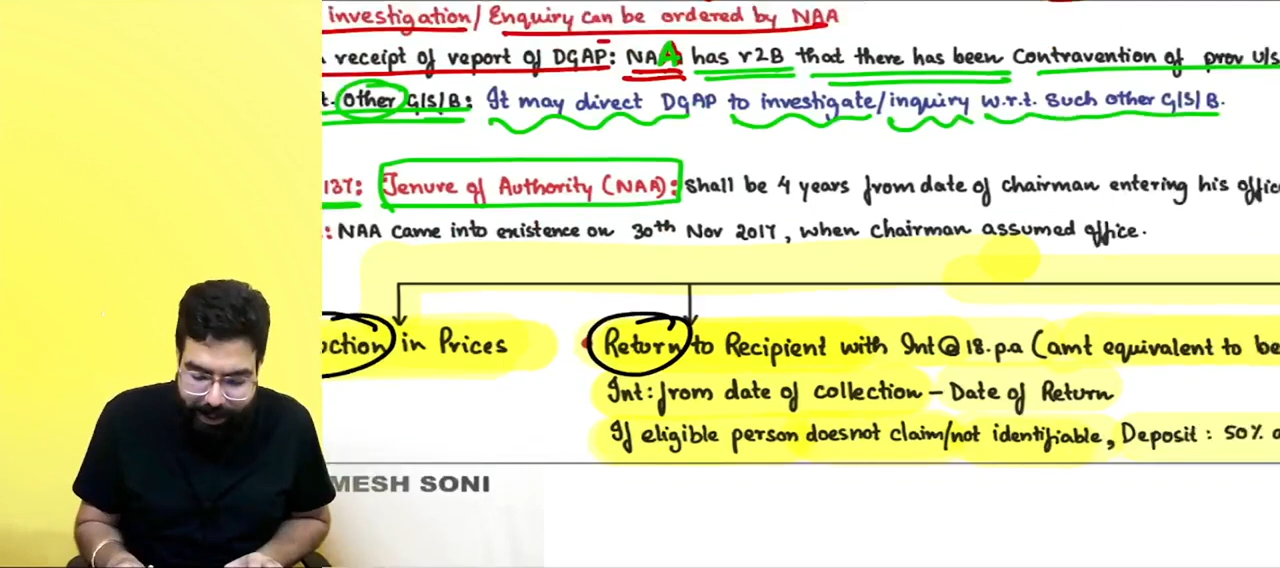 investigation/ Enquiry can be ordered by NAA
receipt of report of DGAP: NAA has r2B that there has been Contravention of prov u/s
t. Other G/S/B: It may direct DGAP to investigate/inquiry w.r.t. such other G/S/B.
137: Tenure of Authority (NAA): shall be 4 years from date of chairman entering his offic
: NAA came into existence on 30th Nov 2017, when chairman assumed office.
uction in Prices
Return to Recipient with Int@ 18.p.a (amt equivalent to be
Int: from date of collection - Date of Return
If eligible person doesnot claim/not identifiable, Deposit: 50%
MESH SONI